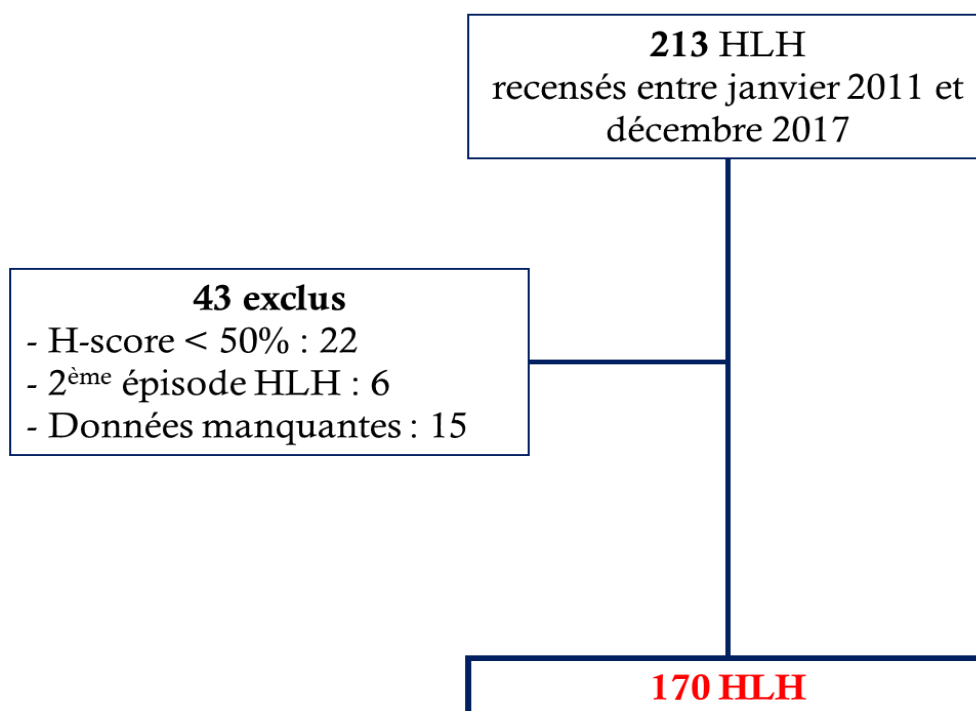 213 HLH
recensés entre janvier 2011 et
décembre 2017
43 exclus
- H-score < 50% : 22
- 2ème épisode HLH : 6
- Données manquantes : 15
170 HLH